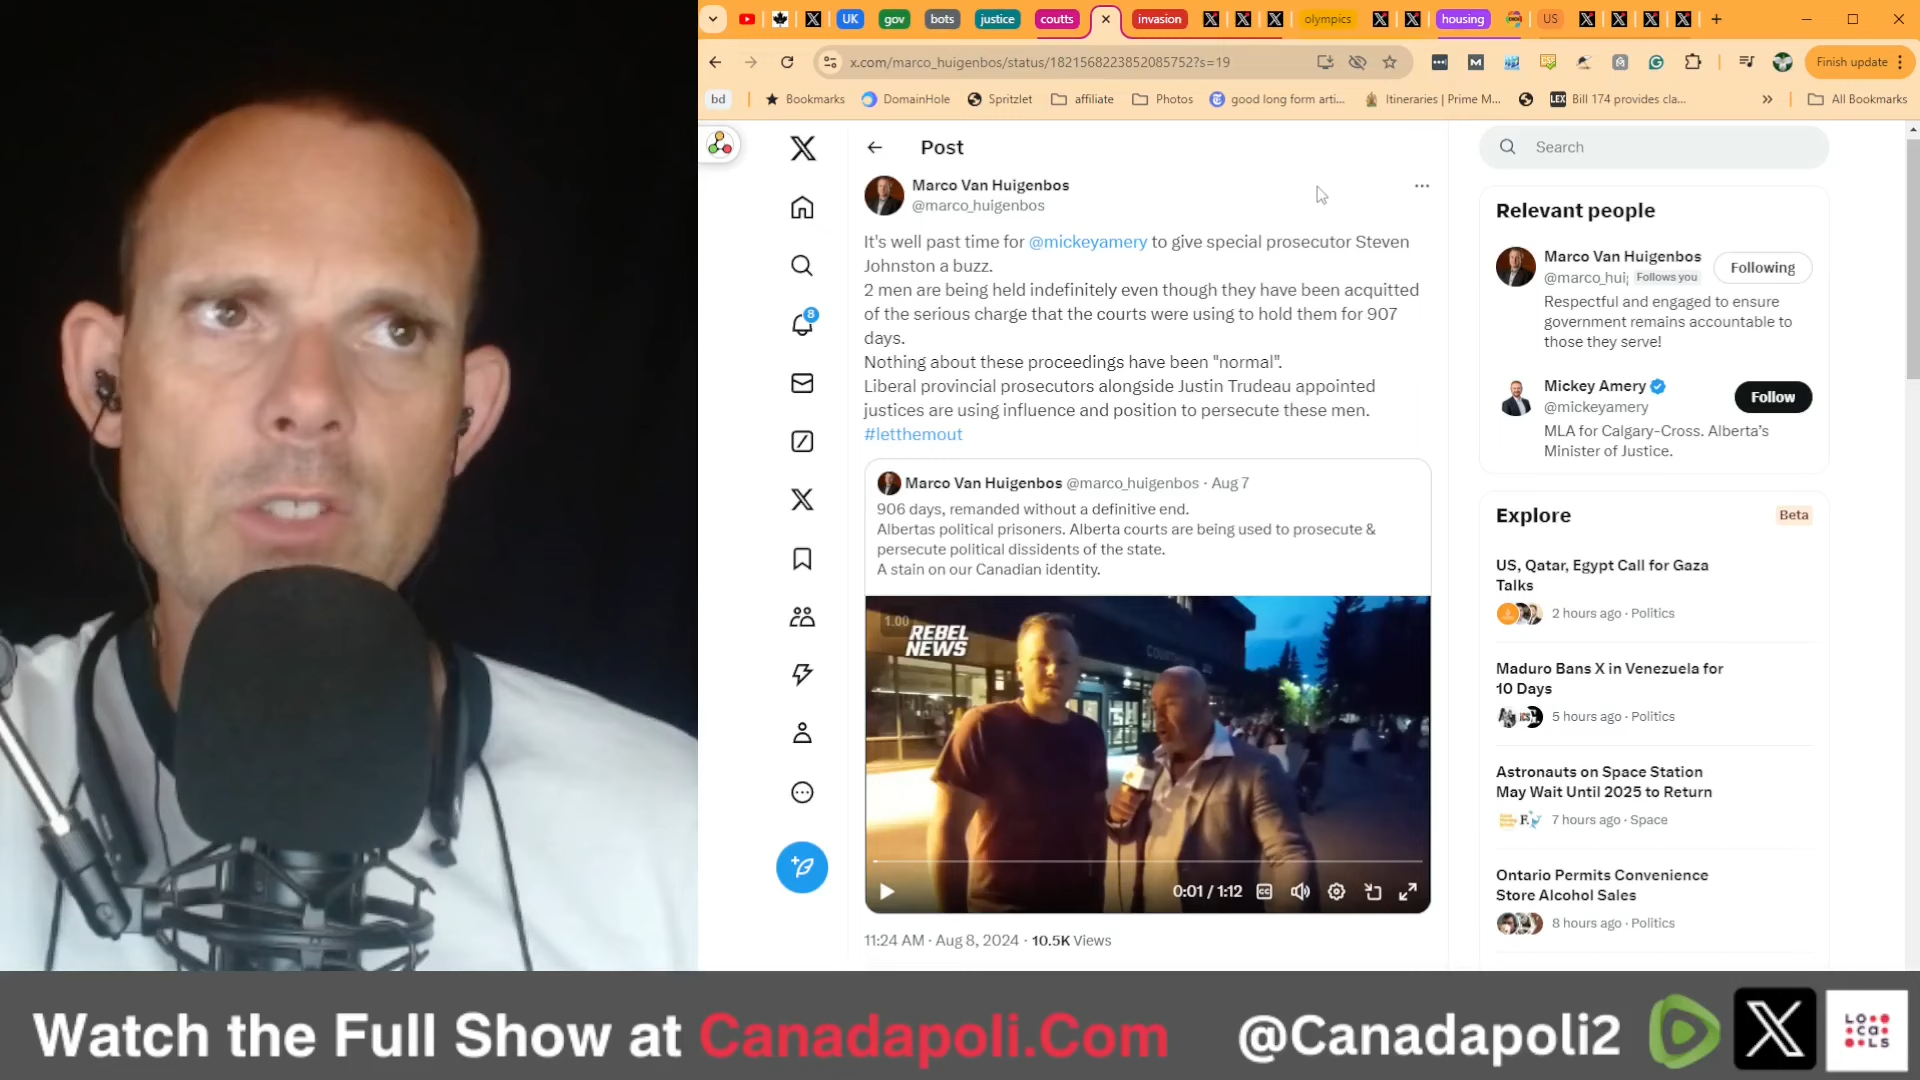 UK
gov
bots
justice
coutts
invasion
olympics
housing
US
x.com/marco_huigenbos/status/1821568223852085752?s=19
Finish update
bd
Bookmarks
DomainHole
Spritzlet
affiliate
Photos
good long form arti...
Itineraries | Prime M...
LEX
Bill 174 provides cla...
All Bookmarks
Post
Search
Marco Van Huigenbos
@marco_huigenbos
It's well past time for @mickeyamery to give special prosecutor Steven
Johnston a buzz.
2 men are being held indefinitely even though they have been acquitted
of the serious charge that the courts were using to hold them for 907
days.
Nothing about these proceedings have been "normal".
Liberal provincial prosecutors alongside Justin Trudeau appointed
justices are using influence and position to persecute these men.
#letthemout
Marco Van Huigenbos @marco_huigenbos · Aug 7
906 days, remanded without a definitive end.
Albertas political prisoners. Alberta courts are being used to prosecute &
persecute political dissidents of the state.
A stain on our Canadian identity.
1.00
REBEL
NEWS
0:01 / 1:12
11:24 AM · Aug 8, 2024 · 10.5K Views
8
Relevant people
Marco Van Huigenbos
@marco_hui
Follows you
Following
Respectful and engaged to ensure
government remains accountable to
those they serve!
Mickey Amery
@mickeyamery
Follow
MLA for Calgary-Cross. Alberta's
Minister of Justice.
Explore
Beta
US, Qatar, Egypt Call for Gaza
Talks
2 hours ago · Politics
Maduro Bans X in Venezuela for
10 Days
5 hours ago · Politics
Astronauts on Space Station
May Wait Until 2025 to Return
7 hours ago · Space
Ontario Permits Convenience
Store Alcohol Sales
8 hours ago · Politics
Watch the Full Show at Canadapoli.Com
@Canadapoli2
LO
ca
LS